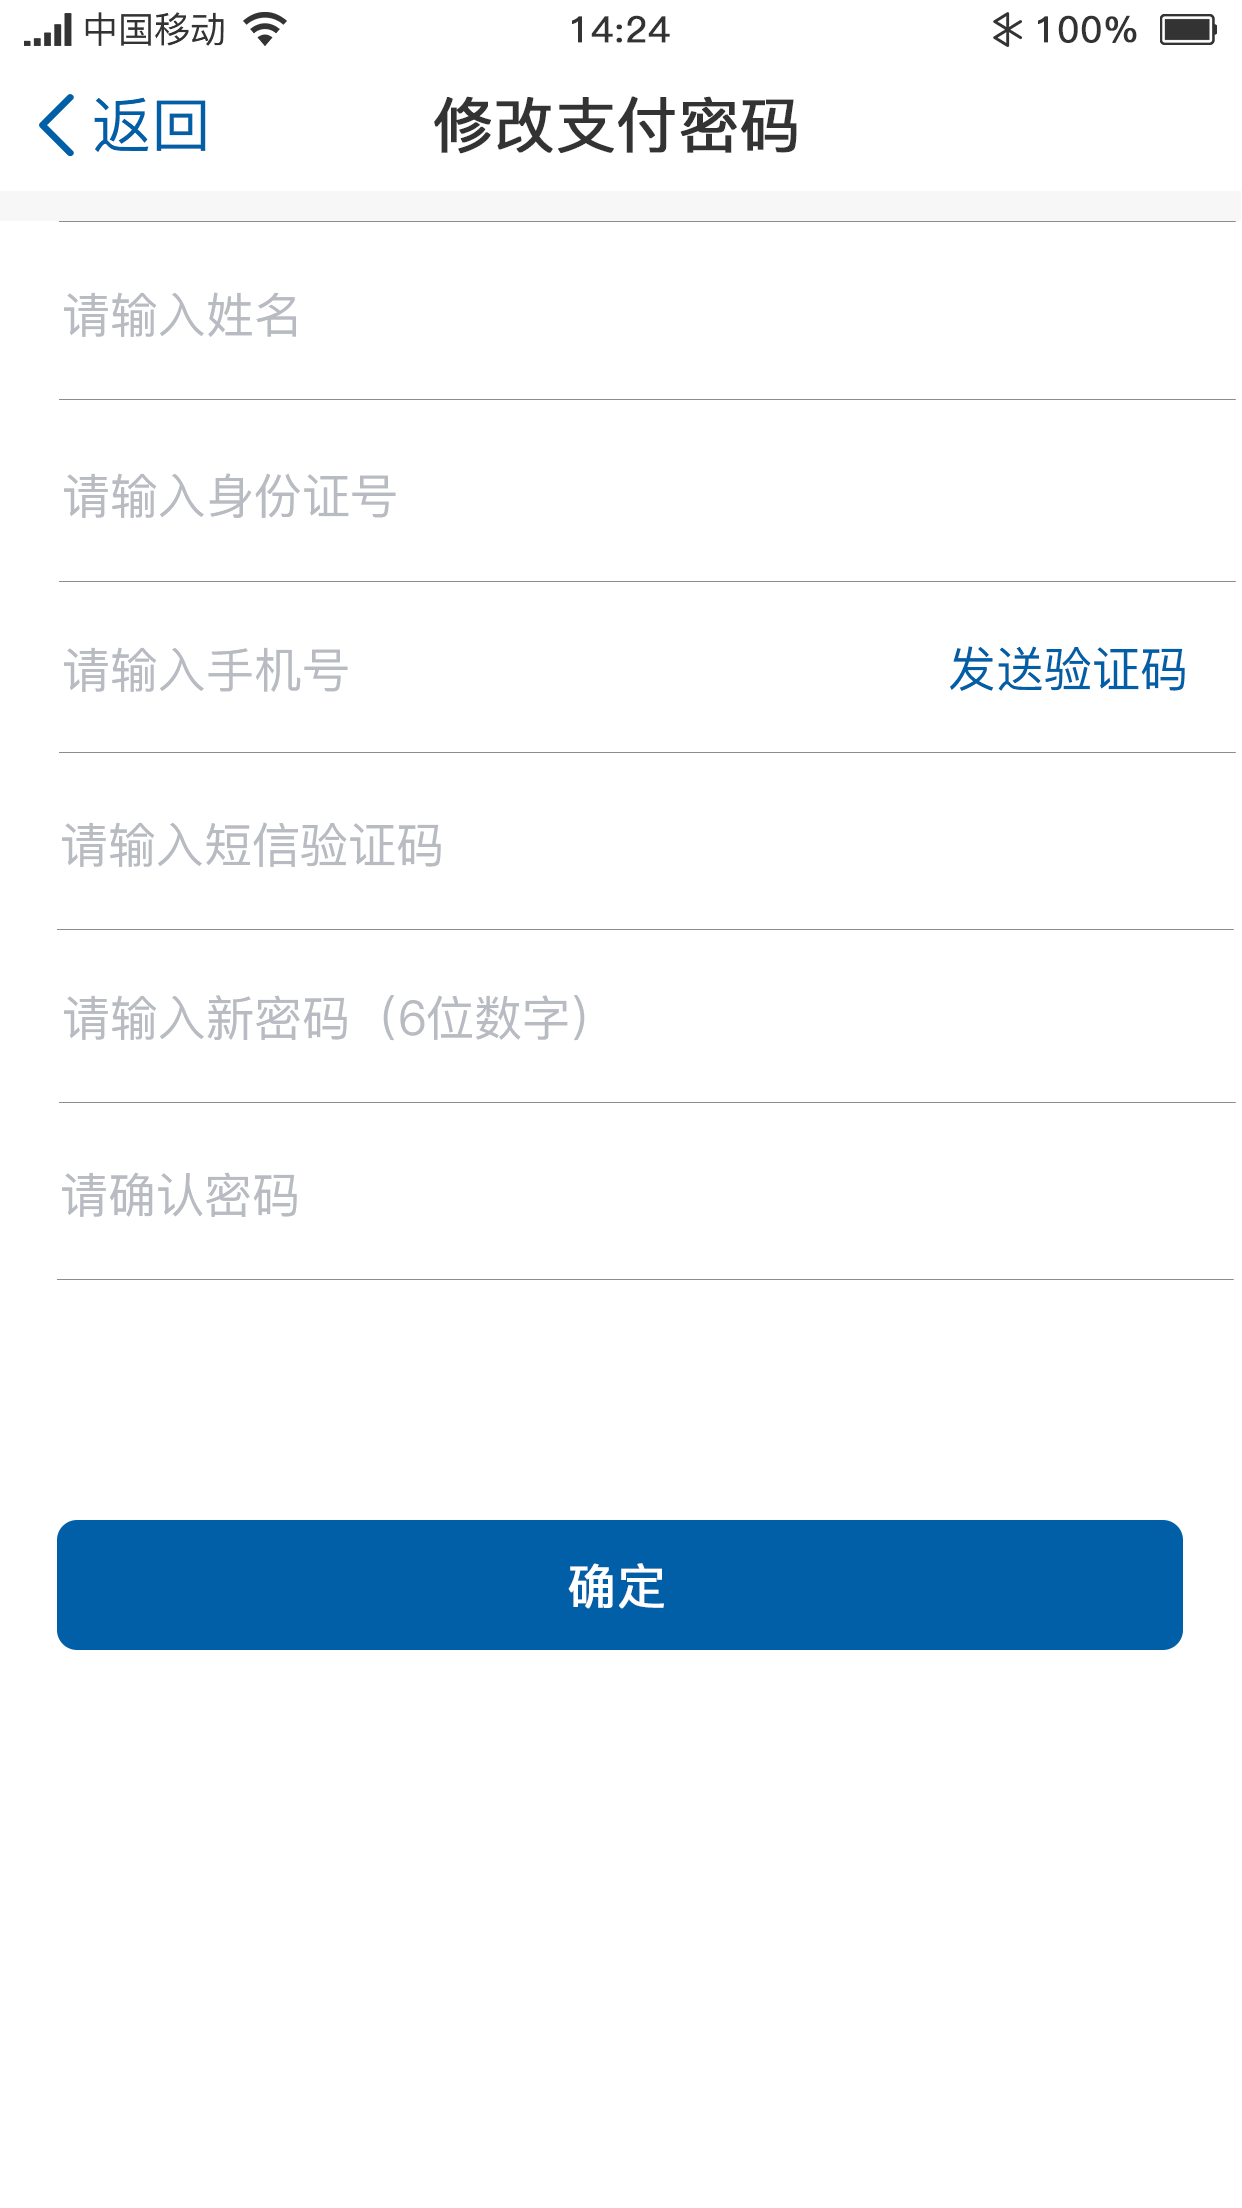 中国移动 14:24 100%
返回 修改支付密码
请输入姓名
请输入身份证号
请输入手机号 发送验证码
请输入短信验证码
请输入新密码（6位数字）
请确认密码
确定